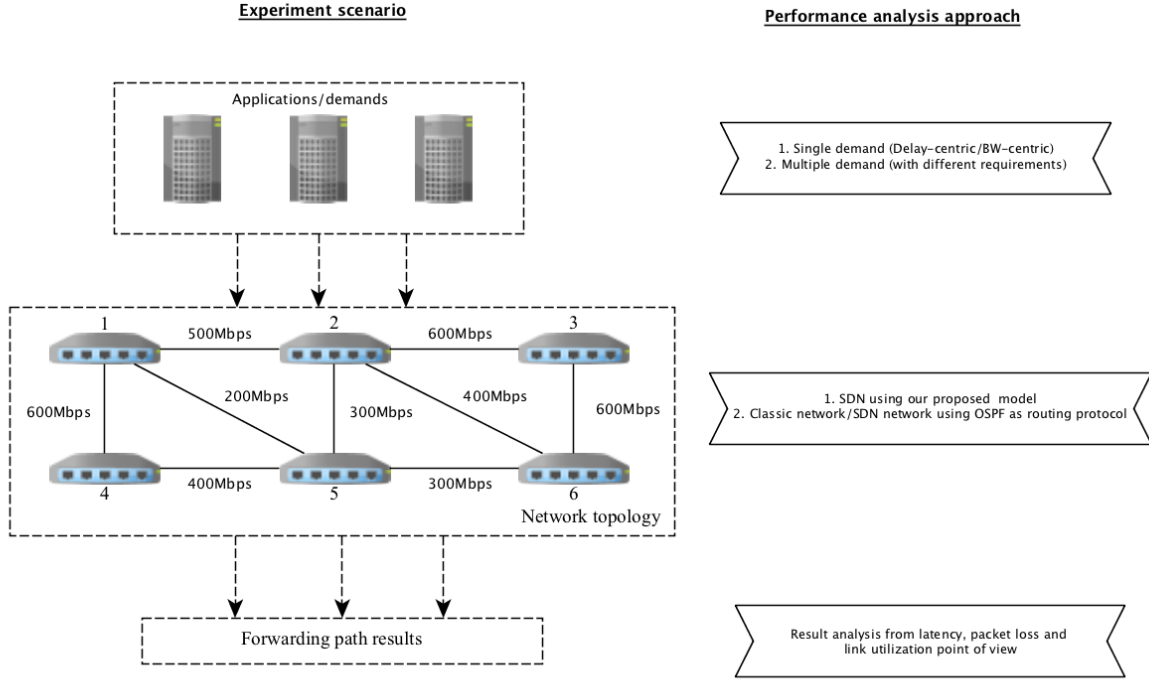 Experiment scenario
Performance analysis approach
Applications/demands
1. Single demand (Delay-centric/BW-centric)
2. Multiple demand (with different requirements)
1
2
3
500Mbps
600Mbps
600Mbps
200Mbps
300Mbps
400Mbps
600Mbps
1. SDN using our proposed model
2. Classic network/SDN network using OSPF as routing protocol
400Mbps
300Mbps
4
5
6
Network topology
Forwarding path results
Result analysis from latency, packet loss and
link utilization point of view